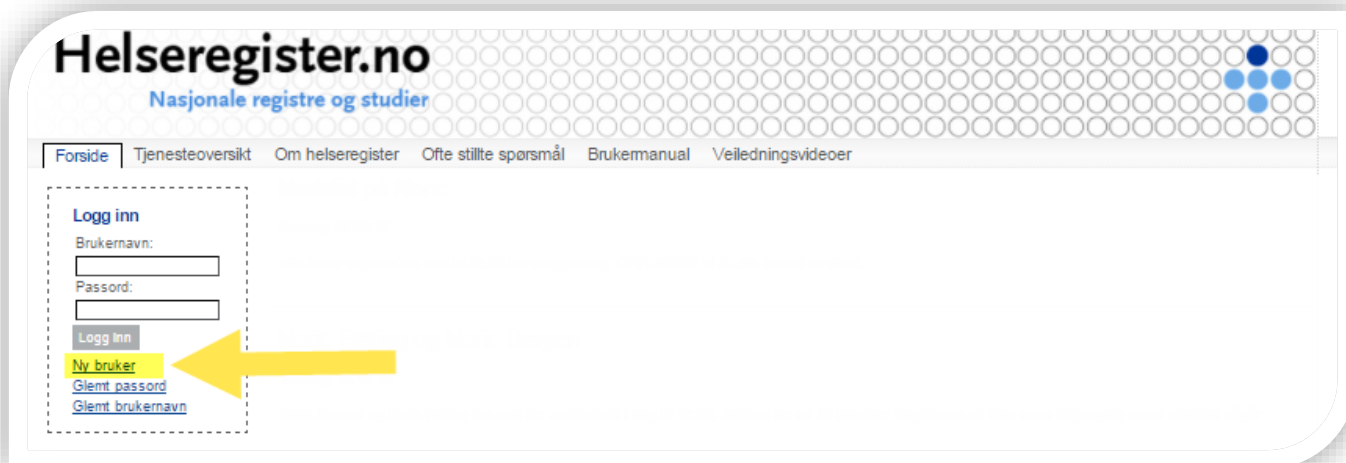 Helseregister.no
Nasjonale registre og studier
Forside Tjenesteoversikt Om helseregister Ofte stillte spørsmål Brukermanual Veiledningsvideoer
Logg inn
Brukernavn:
Passord:
Logg Inn
Ny bruker
Glemt passord
Glemt brukernavn